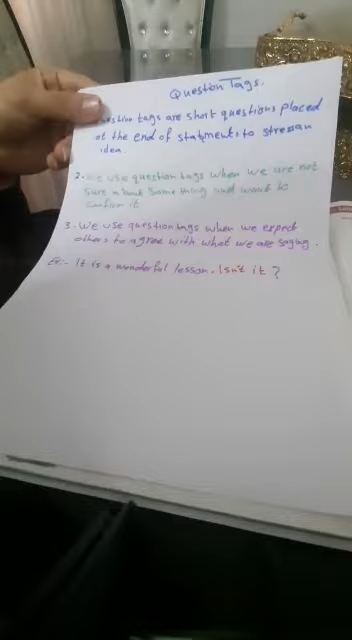 Question Tags.
estion tags are short questions placed
at the end of statments to stress an
idea.
2- We use question tags when we are not
sure about something and want to
confirm it
3- We use question tags when we expect
others to agree with what we are saying.
Ex:- It is a wonderful lesson. Isn't it?